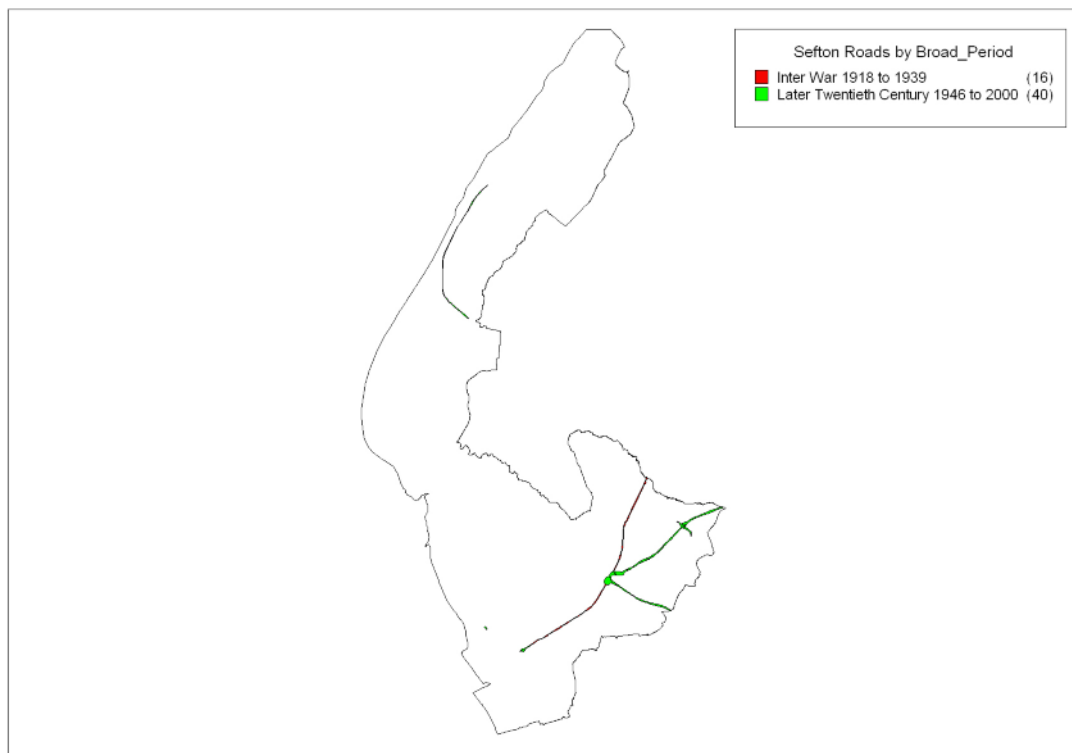 Sefton Roads by Broad_Period
Inter War 1918 to 1939 (16)
Later Twentieth Century 1946 to 2000 (40)